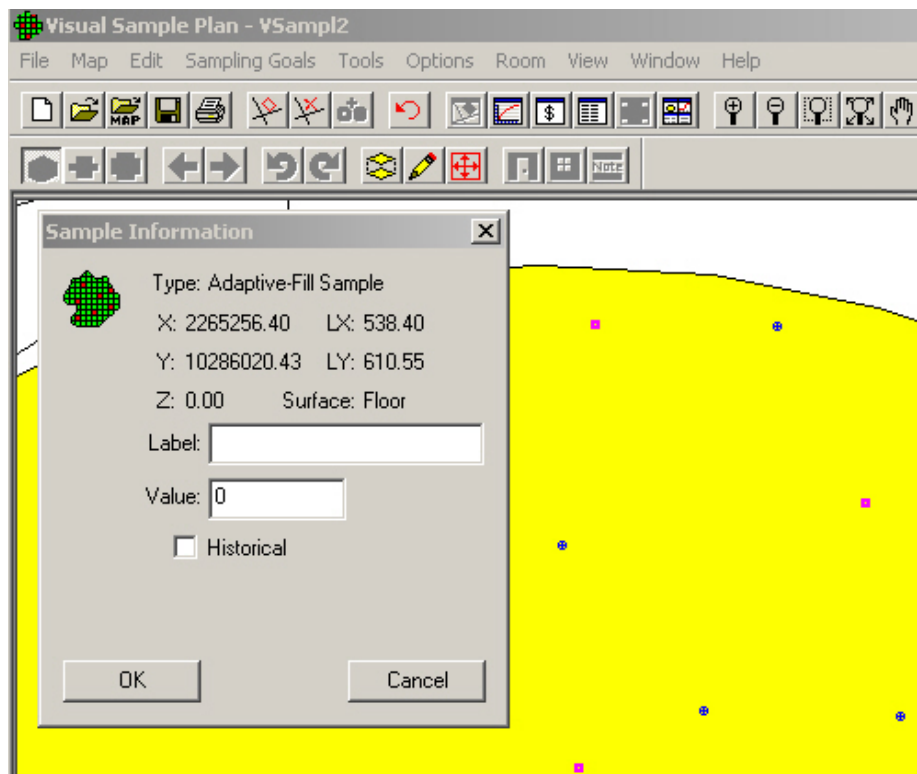 Visual Sample Plan - VSampl2
File Map Edit Sampling Goals Tools Options Room View Window Help
MAP $
Note
Sample Information
Type: Adaptive-Fill Sample
X: 2265256.40 LX: 538.40
Y: 10286020.43 LY: 610.55
Z: 0.00 Surface: Floor
Label:
Value: 0
Historical
OK Cancel